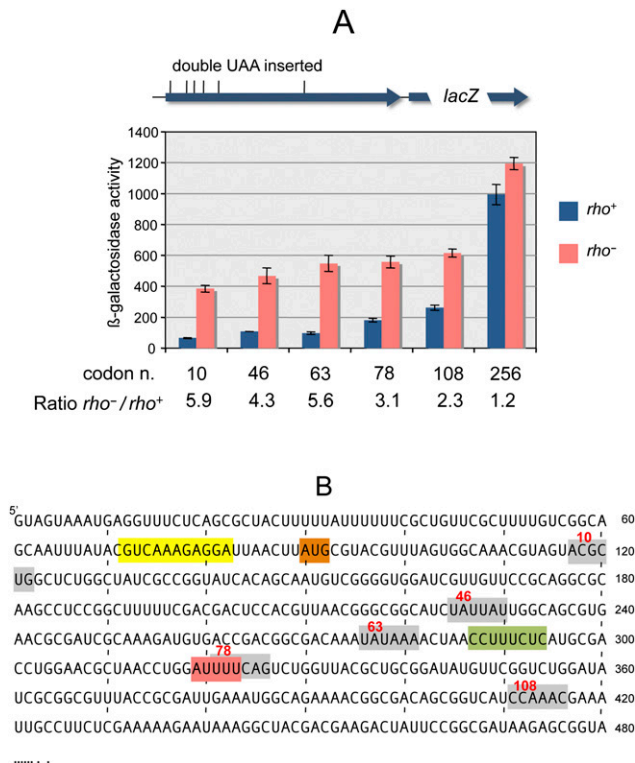 A
double UAA inserted
lacZ
1400
1200
1000
800
600
400
200
0
ß-galactosidase activity
rho⁺
rho⁻
codon n. 10 46 63 78 108 256
Ratio rho⁻/rho⁺ 5.9 4.3 5.6 3.1 2.3 1.2
B
5'
GUAGUAAAUGAGGUUUCUCAGCGCUACUUUUUAUUUUUUCGCUGUUCGCUUUUGUCGGCA 60
10
GCAAUUUAUACGUCAAAGAGGAUUAACUUAUGCGUACGUUUAGUGGCAAACGUAGUACGC 120
UGGCUCUGGCUAUCGCCGGUAUCACAGCAAUGUCGGGGUGGAUCGUUGUUCCGCAGGCGC 180
46
AAGCCUCCGGCUUUUUCGACGACUCCACGUUAACGGGCGGCAUCUAUUAUUGGCAGCGUG 240
63
AACGCGAUCGCAAAGAUGUGACCGACGGCGACAAAUAUAAAACUAACCUUUCUCAUGCGA 300
78
CCUGGAACGCUAACCUGGAUUUUCAGUCUGGUUACGCUGCGGAUAUGUUCGGUCUGGAUA 360
108
UCGCGGCGUUUACCGCGAUUGAAAUGGCAGAAAACGGCGACAGCGGUCAUCCAAACGAAA 420
UUGCCUUCUCGAAAAAGAAUAAAGGCUACGACGAAGACUAUUCCGGCGAUAAGAGCGGUA 480